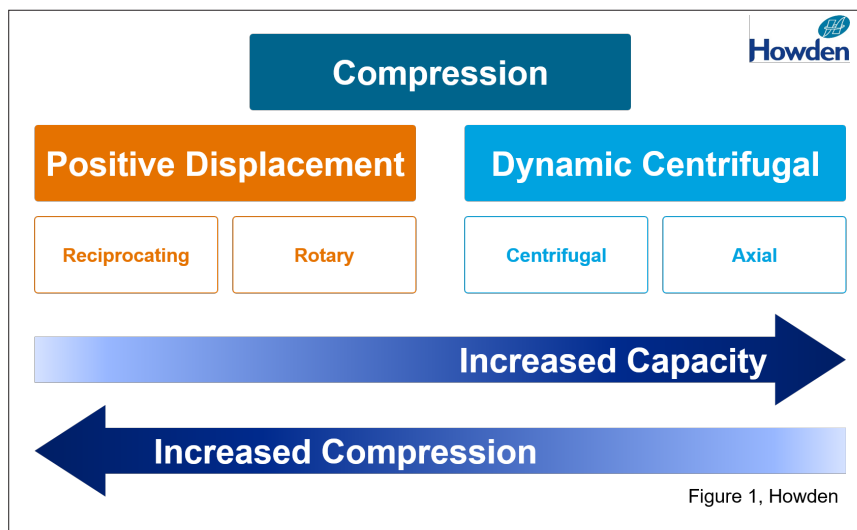 Howden
Compression
Positive Displacement
Dynamic Centrifugal
Reciprocating
Rotary
Centrifugal
Axial
Increased Capacity
Increased Compression
Figure 1, Howden